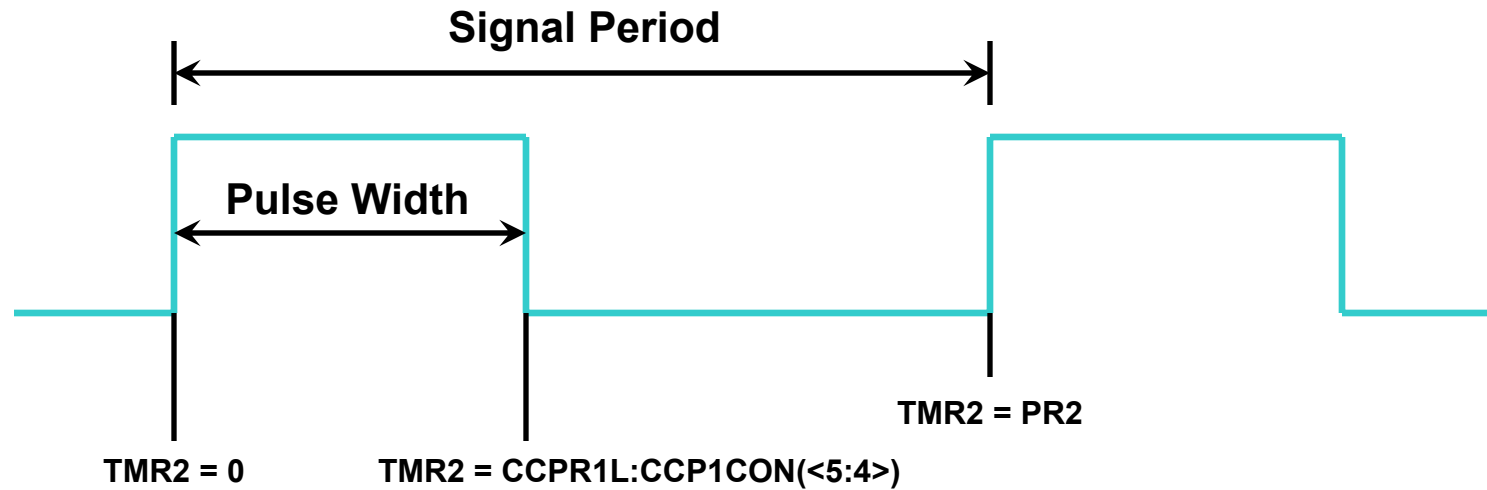 Signal Period
Pulse Width
TMR2 = PR2
TMR2 = 0
TMR2 = CCPR1L:CCP1CON(<5:4>)